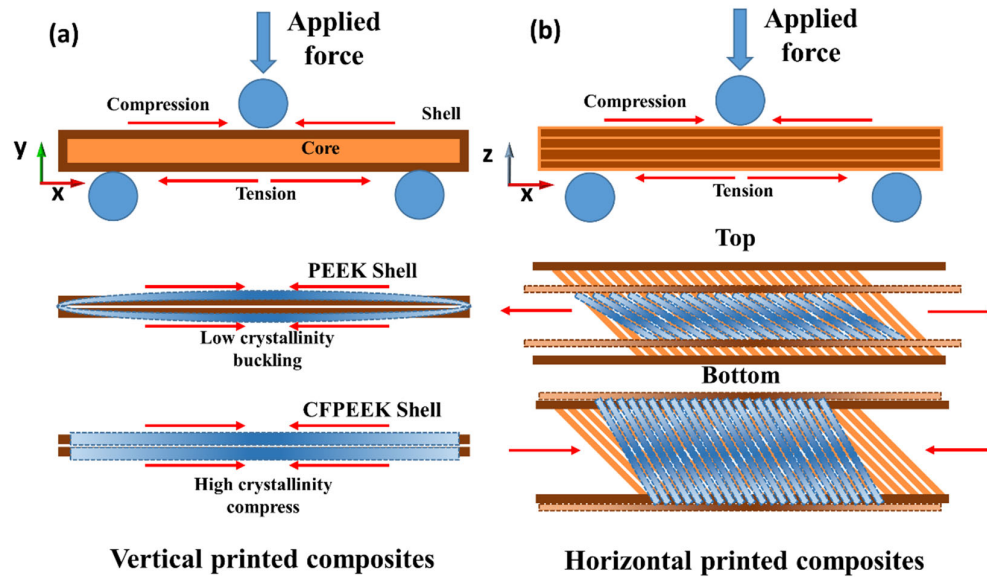 (a)
Applied
force
Compression
Shell
Core
y
x
Tension
PEEK Shell
Low crystallinity
buckling
CFPEEK Shell
High crystallinity
compress
Vertical printed composites
(b)
Applied
force
Compression
z
x
Tension
Top
Bottom
Horizontal printed composites